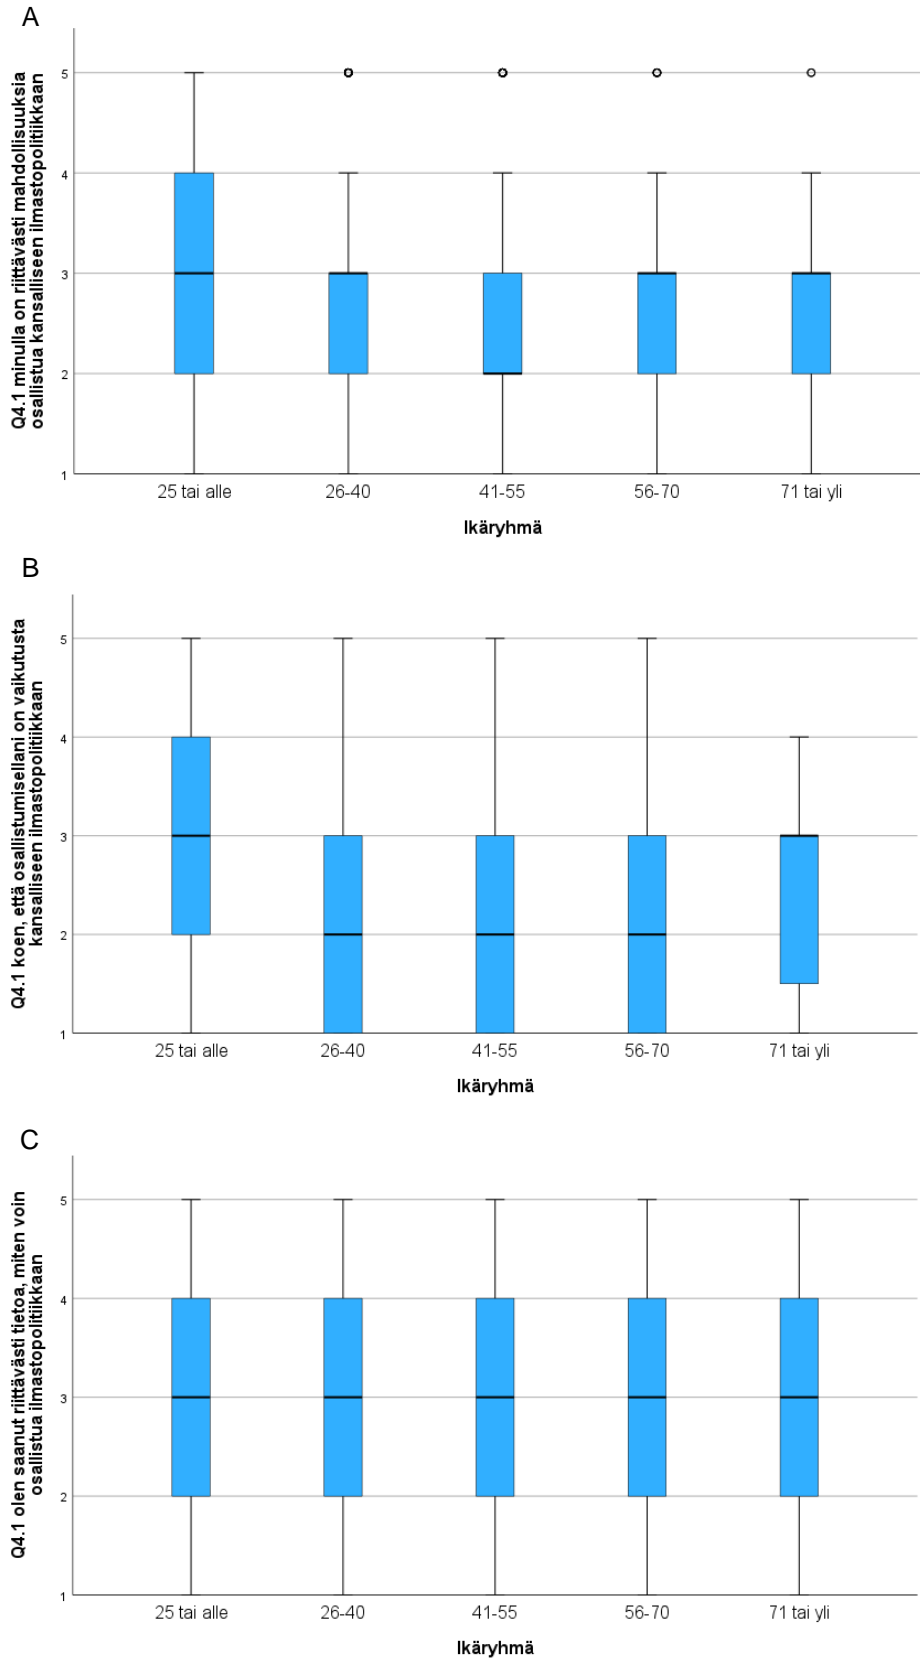 A
Q4.1 minulla on riittävästi mahdollisuuksia
osallistua kansalliseen ilmastopolitiikkaan
5
4
3
2
1
25 tai alle
26-40
41-55
56-70
71 tai yli
Ikäryhmä
B
Q4.1 koen, että osallistumisellani on vaikutusta
kansalliseen ilmastopolitiikkaan
5
4
3
2
1
25 tai alle
26-40
41-55
56-70
71 tai yli
Ikäryhmä
C
Q4.1 olen saanut riittävästi tietoa, miten voin
osallistua ilmastopolitiikkaan
5
4
3
2
1
25 tai alle
26-40
41-55
56-70
71 tai yli
Ikäryhmä